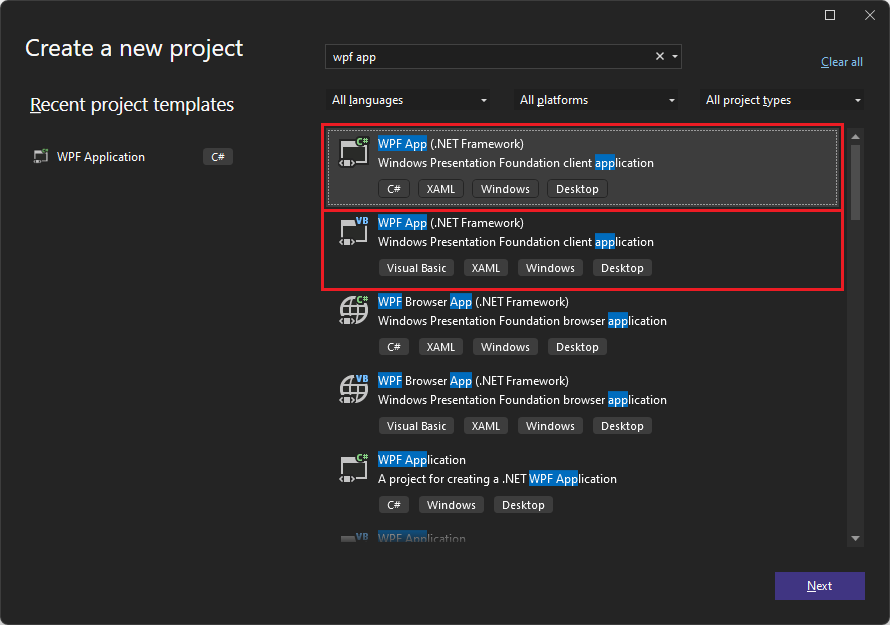 Create a new project
wpf app
Clear all
Recent project templates
All languages
All platforms
All project types
WPF Application
C#
C#
WPF App (.NET Framework)
Windows Presentation Foundation client application
C#
XAML
Windows
Desktop
VB
WPF App (.NET Framework)
Windows Presentation Foundation client application
Visual Basic
XAML
Windows
Desktop
C#
WPF Browser App (.NET Framework)
Windows Presentation Foundation browser application
C#
XAML
Windows
Desktop
VB
WPF Browser App (.NET Framework)
Windows Presentation Foundation browser application
Visual Basic
XAML
Windows
Desktop
C#
WPF Application
A project for creating a .NET WPF Application
C#
Windows
Desktop
VB
WPF Application
Next